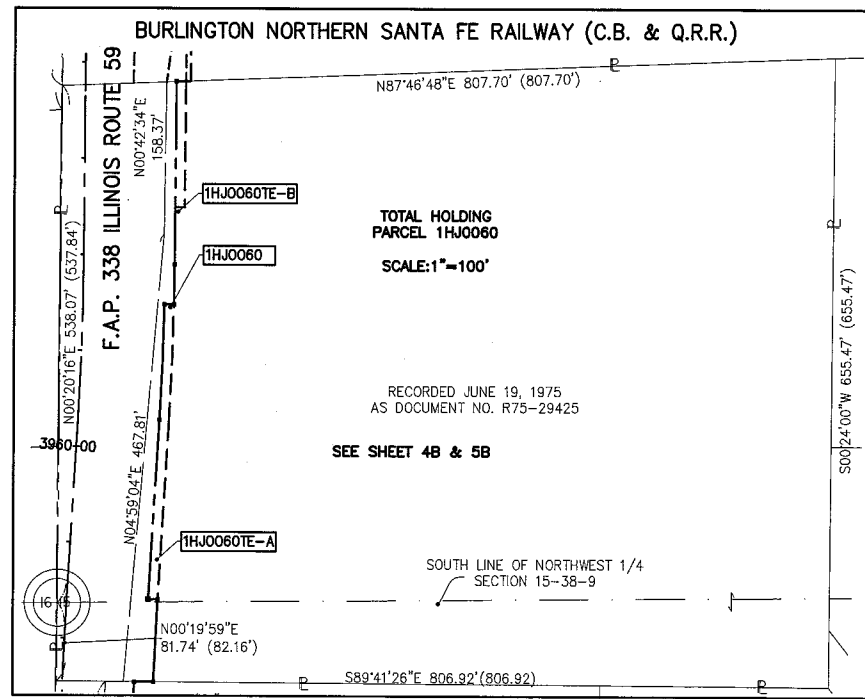 BURLINGTON NORTHERN SANTA FE RAILWAY (C.B. & Q.R.R.)
N87°46'48"E 807.70' (807.70')
F.A.P. 338 ILLINOIS ROUTE 59
N00°42'34"E
158.37'
1HJ0060TE-B
TOTAL HOLDING
PARCEL 1HJ0060
SCALE:1"=100'
1HJ0060
N00°20'16"E 538.07' (537.84')
S00°24'00"W 655.47' (655.47')
RECORDED JUNE 19, 1975
AS DOCUMENT NO. R75-29425
3960+00
SEE SHEET 4B & 5B
N04°59'04"E 467.81'
1HJ0060TE-A
SOUTH LINE OF NORTHWEST 1/4
SECTION 15-38-9
16
N00°19'59"E
81.74' (82.16')
S89°41'26"E 806.92'(806.92)